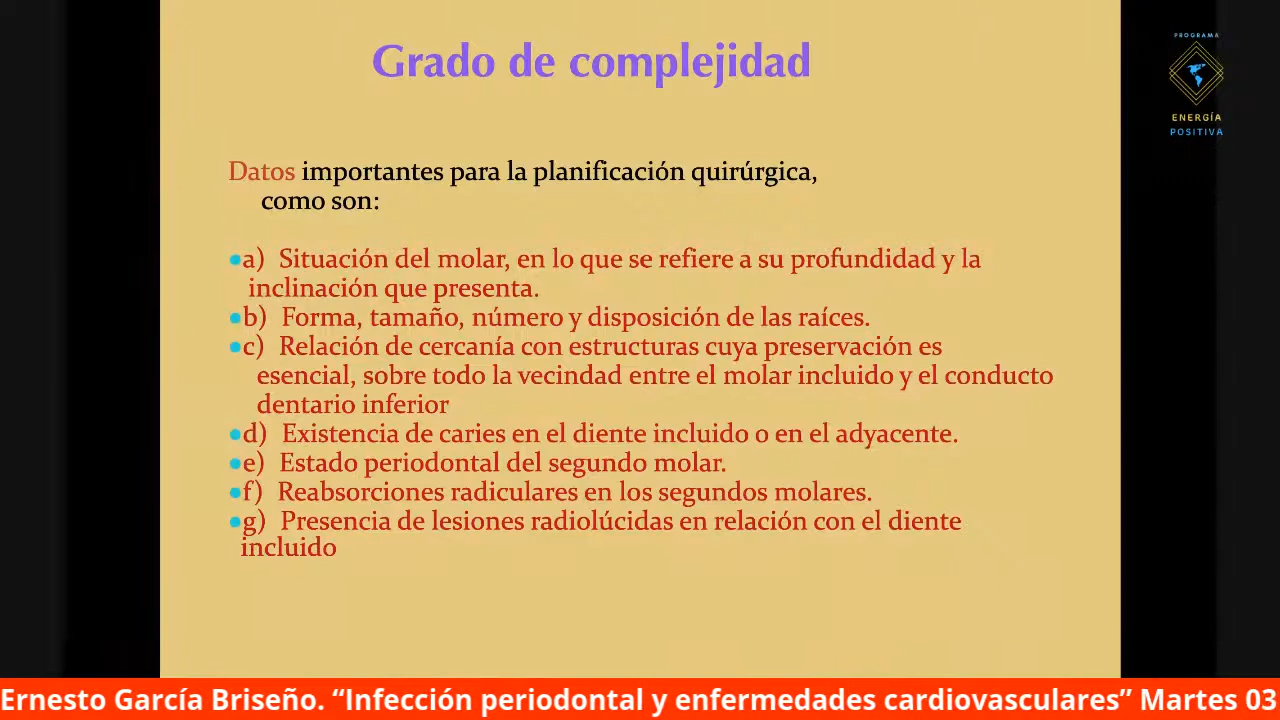 Grado de complejidad
PROGRAMA
ENERGÍA
POSITIVA
Datos importantes para la planificación quirúrgica,
como son:
a) Situación del molar, en lo que se refiere a su profundidad y la
inclinación que presenta.
b) Forma, tamaño, número y disposición de las raíces.
c) Relación de cercanía con estructuras cuya preservación es
esencial, sobre todo la vecindad entre el molar incluido y el conducto
dentario inferior
d) Existencia de caries en el diente incluido o en el adyacente.
e) Estado periodontal del segundo molar.
f) Reabsorciones radiculares en los segundos molares.
g) Presencia de lesiones radiolúcidas en relación con el diente
incluido
Ernesto García Briseño. “Infección periodontal y enfermedades cardiovasculares” Martes 03